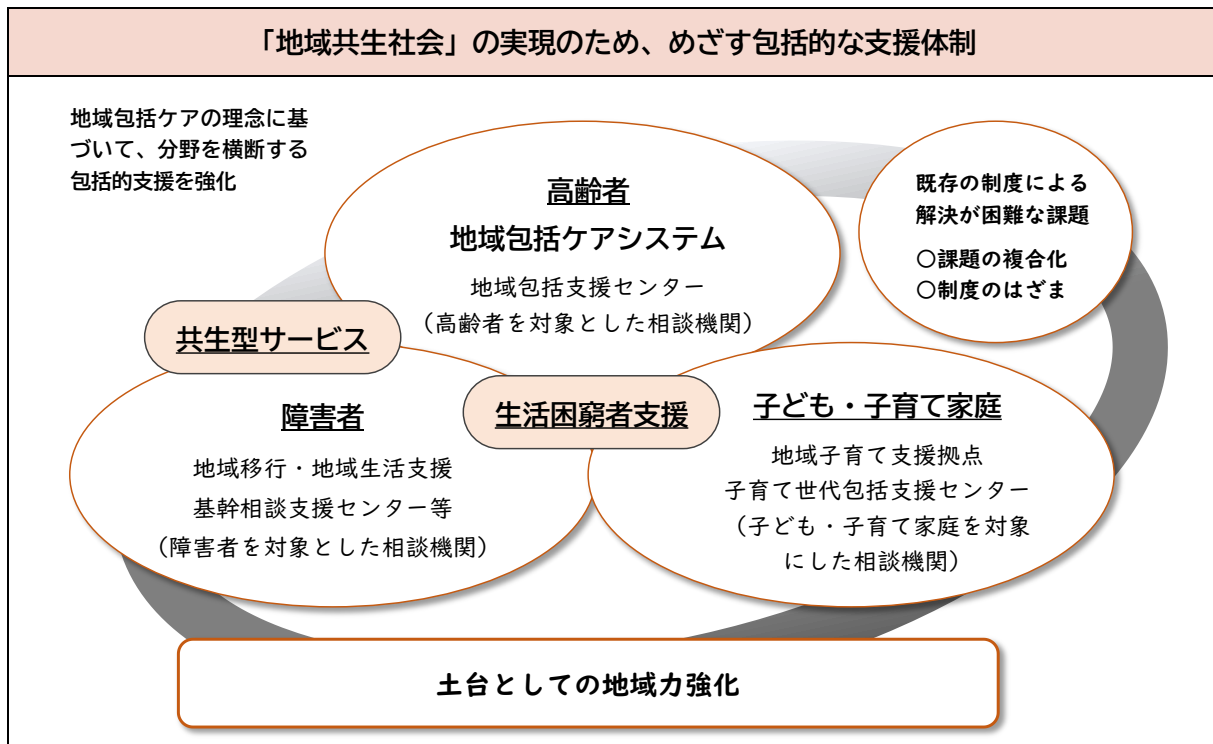 「地域共生社会」の実現のため、めざす包括的な支援体制
地域包括ケアの理念に基
づいて、分野を横断する
包括的支援を強化
高齢者
地域包括ケアシステム
地域包括支援センター
（高齢者を対象とした相談機関）
既存の制度による
解決が困難な課題
〇課題の複合化
〇制度のはざま
共生型サービス
障害者
地域移行・地域生活支援
基幹相談支援センター等
（障害者を対象とした相談機関）
生活困窮者支援
子ども・子育て家庭
地域子育て支援拠点
子育て世代包括支援センター
（子ども・子育て家庭を対象
にした相談機関）
土台としての地域力強化